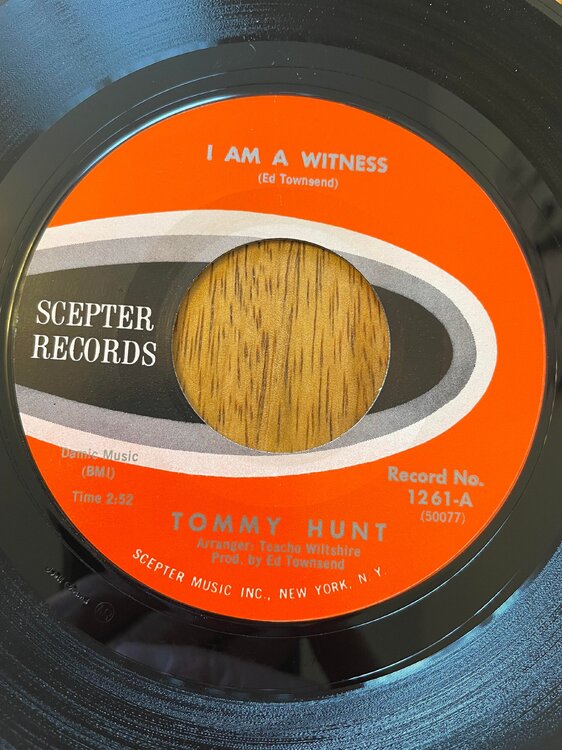 I AM A WITNESS
(Ed Townsend)
SCEPTER
RECORDS
Damic Music
(BMI)
Time 2:52
Record No.
1261-A
(50077)
TOMMY HUNT
Arranger: Teacho Wiltshire
Prod. by Ed Townsend
SCEPTER MUSIC INC., NEW YORK, N. Y.